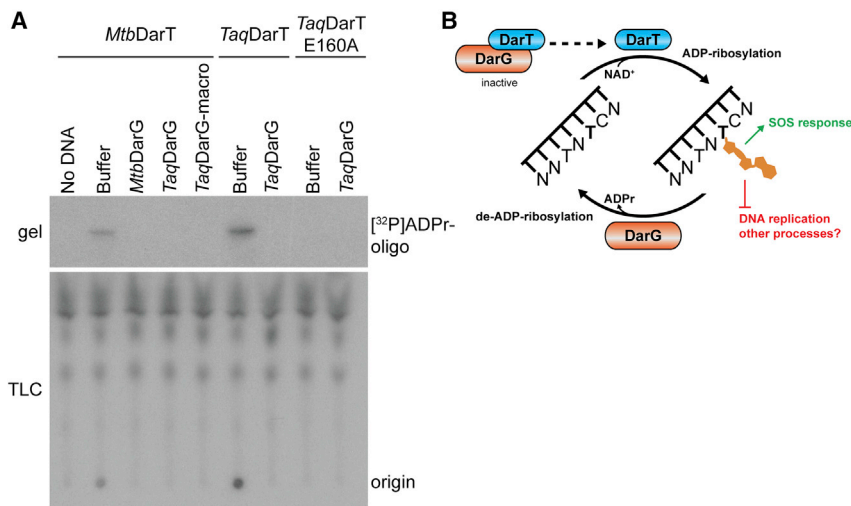 A
MtbDarT
TaqDarT
TaqDarT
E160A
No DNA
Buffer
MtbDarG
TaqDarG
TaqDarG-macro
Buffer
TaqDarG
Buffer
TaqDarG
gel
[³²P]ADPr-
oligo
TLC
origin
B
DarT
DarG
inactive
DarT
ADP-ribosylation
NAD⁺
N N T N T C N
N N T N T C N
SOS response
DNA replication
other processes?
de-ADP-ribosylation
ADPr
DarG